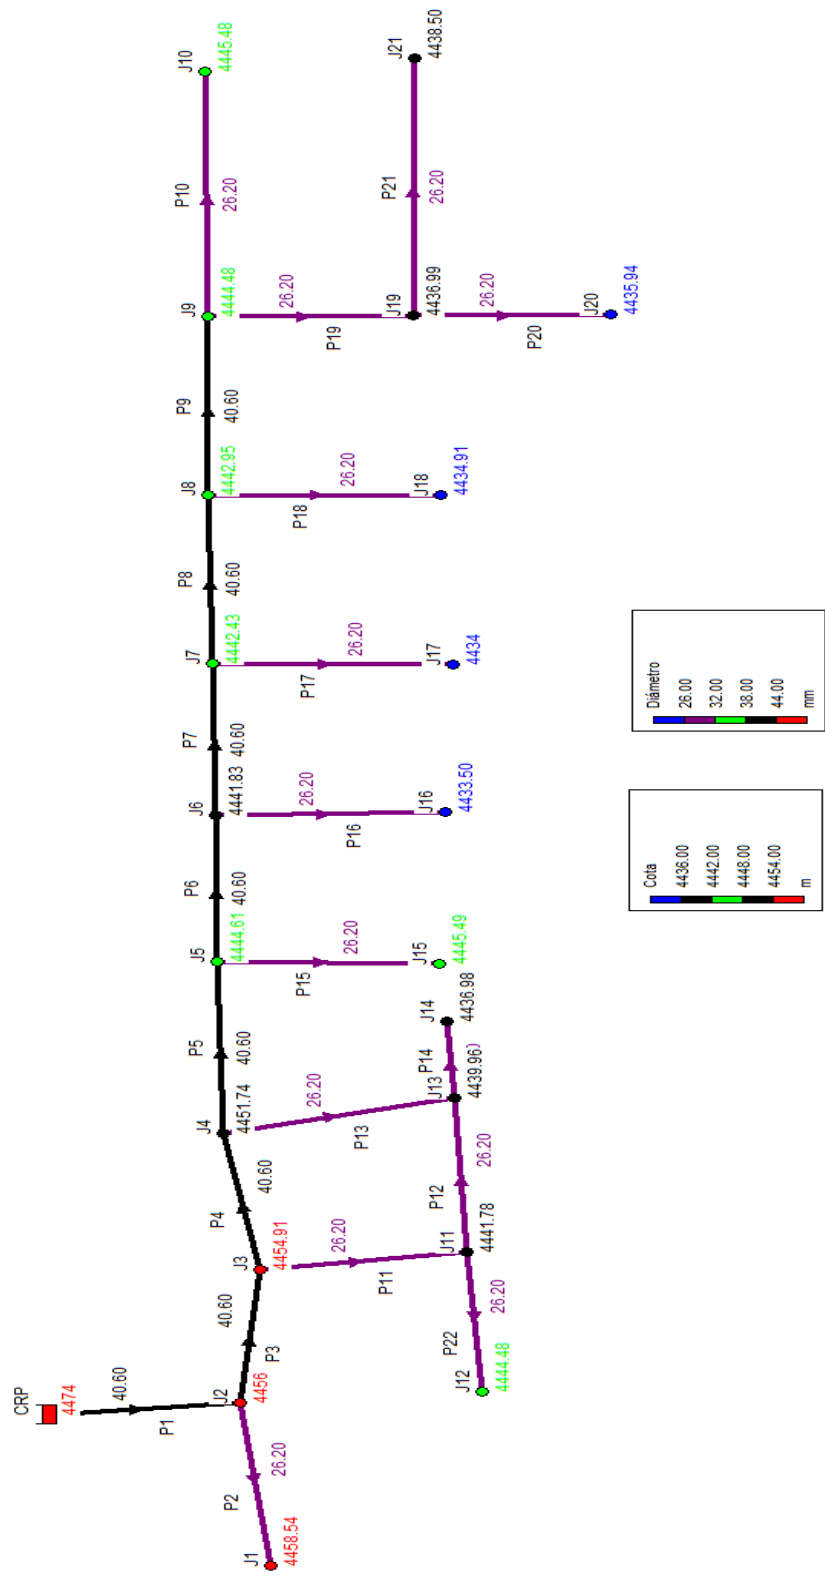 CRP
4474
40.60
P1
J1
4458.54
P2
26.20
J2
4456
P3
40.60
J3
4454.91
P4
40.60
J4
4451.74
P5
40.60
J5
4444.61
P6
40.60
J6
4441.83
P7
40.60
J7
4442.43
P8
40.60
J8
4442.95
P9
40.60
J9
4444.48
P10
26.20
J10
4445.48
P11
26.20
J11
4441.78
P22
26.20
J12
4444.48
P12
26.20
P13
26.20
J13
4439.96
P14
J14
4436.98
P15
26.20
J15
4445.49
P16
26.20
J16
4433.50
P17
26.20
J17
4434
P18
26.20
J18
4434.91
P19
26.20
J19
4436.99
P20
26.20
J20
4435.94
P21
26.20
J21
4438.50
Cota
4436.00
4442.00
4448.00
4454.00
m
Diámetro
26.00
32.00
38.00
44.00
mm